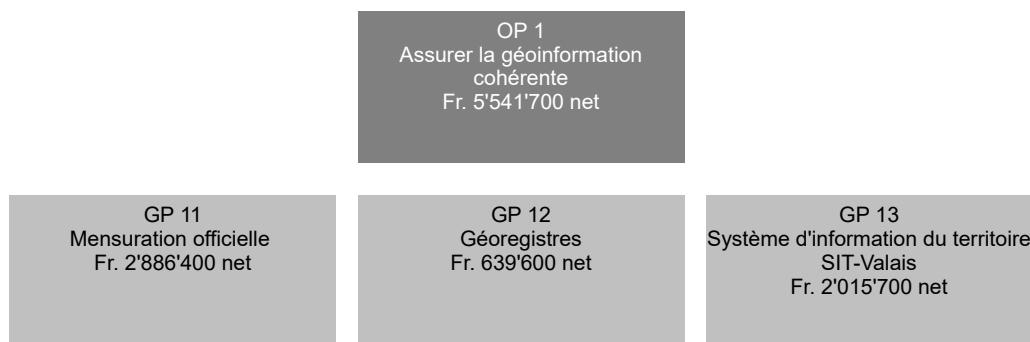 OP 1
Assurer la géoinformation
cohérente
Fr. 5'541'700 net
GP 11
Mensuration officielle
Fr. 2'886'400 net
GP 12
Géoregistres
Fr. 639'600 net
GP 13
Système d'information du territoire
SIT-Valais
Fr. 2'015'700 net